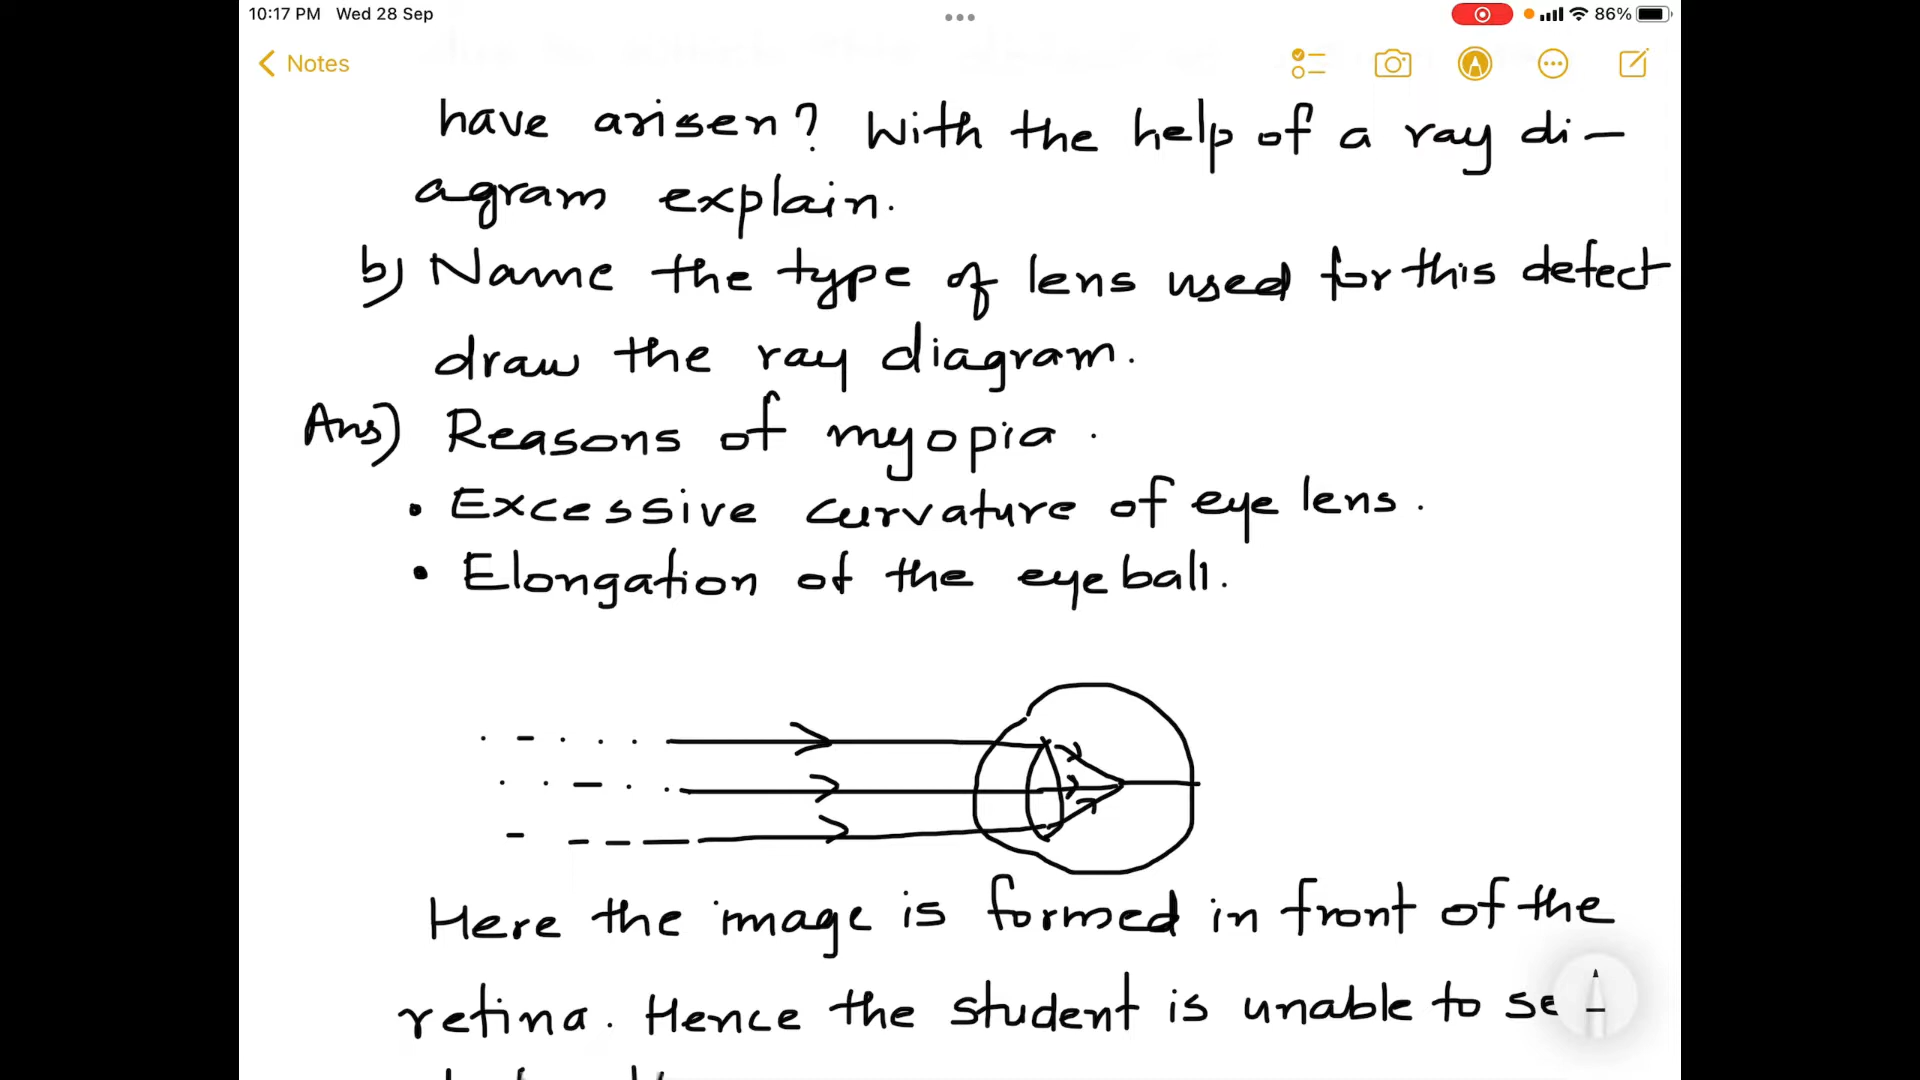 10:17 PM Wed 28 Sep
86%
Notes
have arisen? With the help of a ray di-
agram explain.
b) Name the type of lens used for this defect
draw the ray diagram.
Ans) Reasons of myopia.
• Excessive curvature of eye lens.
• Elongation of the eyeball.
Here the image is formed in front of the
retina. Hence the student is unable to se